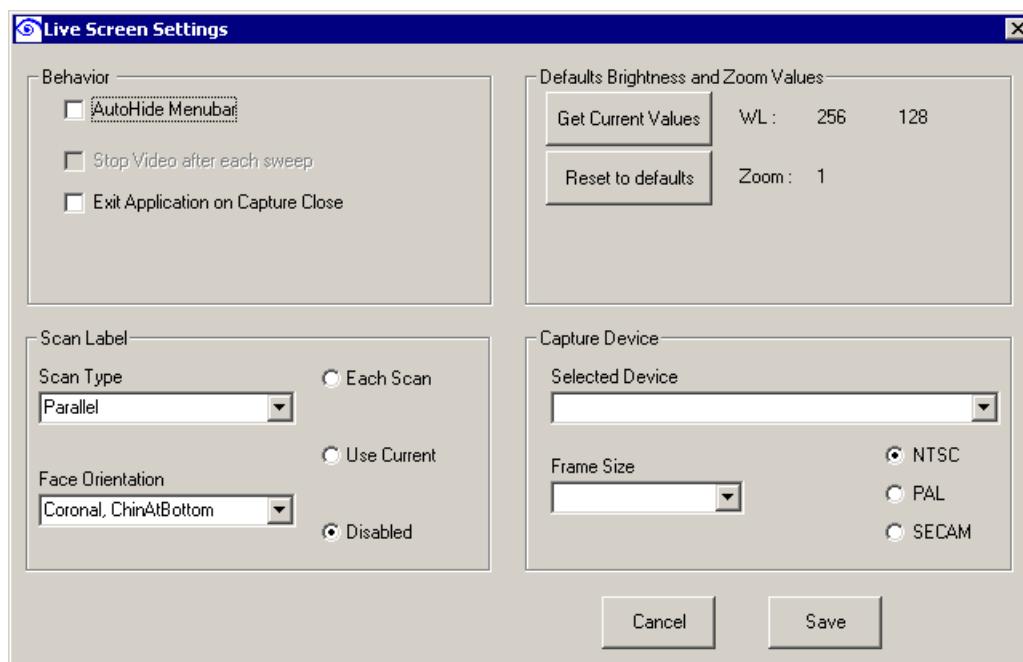 Live Screen Settings
Behavior
AutoHide Menubar
Stop Video after each sweep
Exit Application on Capture Close
Defaults Brightness and Zoom Values
Get Current Values WL : 256 128
Reset to defaults Zoom : 1
Scan Label
Scan Type
Parallel
Each Scan
Use Current
Face Orientation
Coronal, ChinAtBottom
Disabled
Capture Device
Selected Device
Frame Size
NTSC
PAL
SECAM
Cancel Save